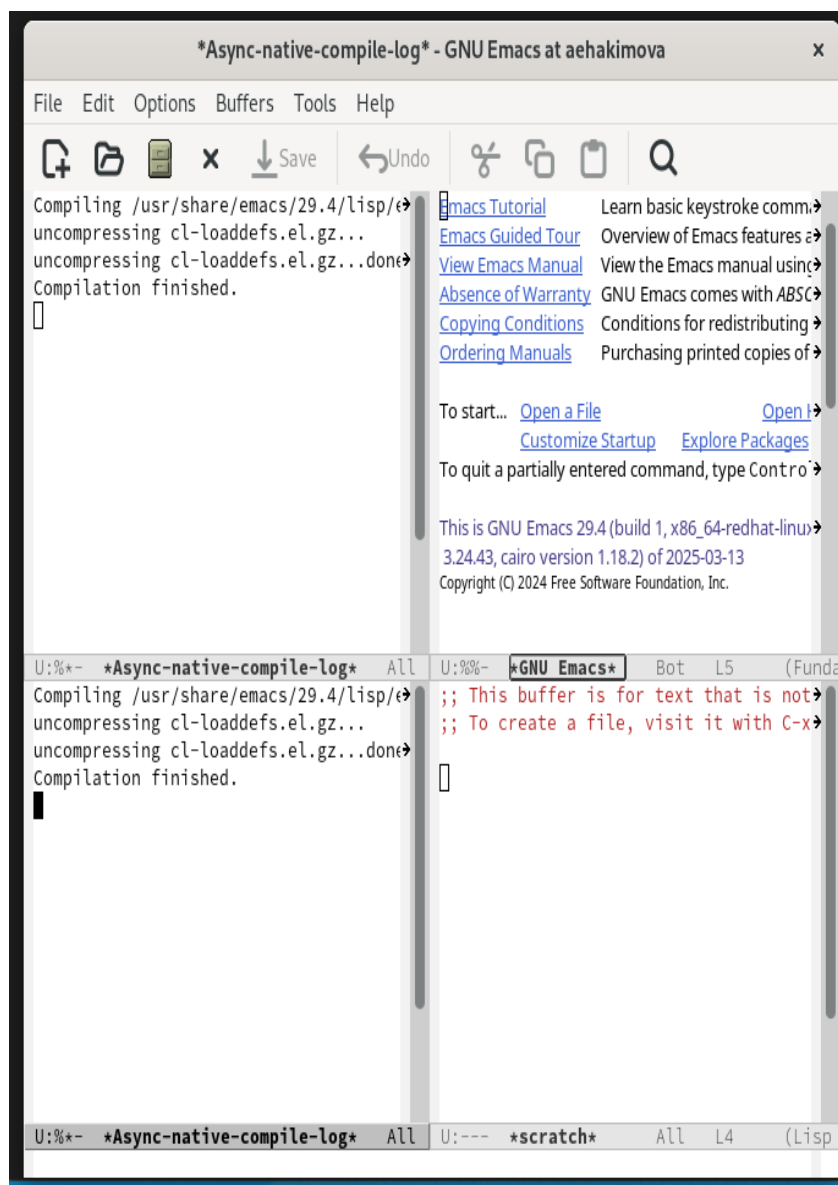 *Async-native-compile-log* - GNU Emacs at aehakimova
File Edit Options Buffers Tools Help
Save Undo
Compiling /usr/share/emacs/29.4/lisp/
uncompressing cl-loaddefs.el.gz...
uncompressing cl-loaddefs.el.gz...done
Compilation finished.
U:%*- *Async-native-compile-log* All
Emacs Tutorial Learn basic keystroke
Emacs Guided Tour Overview of Emacs features
View Emacs Manual View the Emacs manual using
Absence of Warranty GNU Emacs comes with
Copying Conditions Conditions for redistributing
Ordering Manuals Purchasing printed copies of
To start... Open a File Open
Customize Startup Explore Packages
To quit a partially entered command, type
This is GNU Emacs 29.4 (build 1, x86_64-redhat-linux
3.24.43, cairo version 1.18.2) of 2025-03-13
Copyright (C) 2024 Free Software Foundation, Inc.
U:%%- *GNU Emacs* Bot L5 (Funda
Compiling /usr/share/emacs/29.4/lisp/
uncompressing cl-loaddefs.el.gz...
uncompressing cl-loaddefs.el.gz...done
Compilation finished.
U:%*- *Async-native-compile-log* All
;; This buffer is for text that is not
;; To create a file, visit it with C-x
U:--- *scratch* All L4 (Lisp